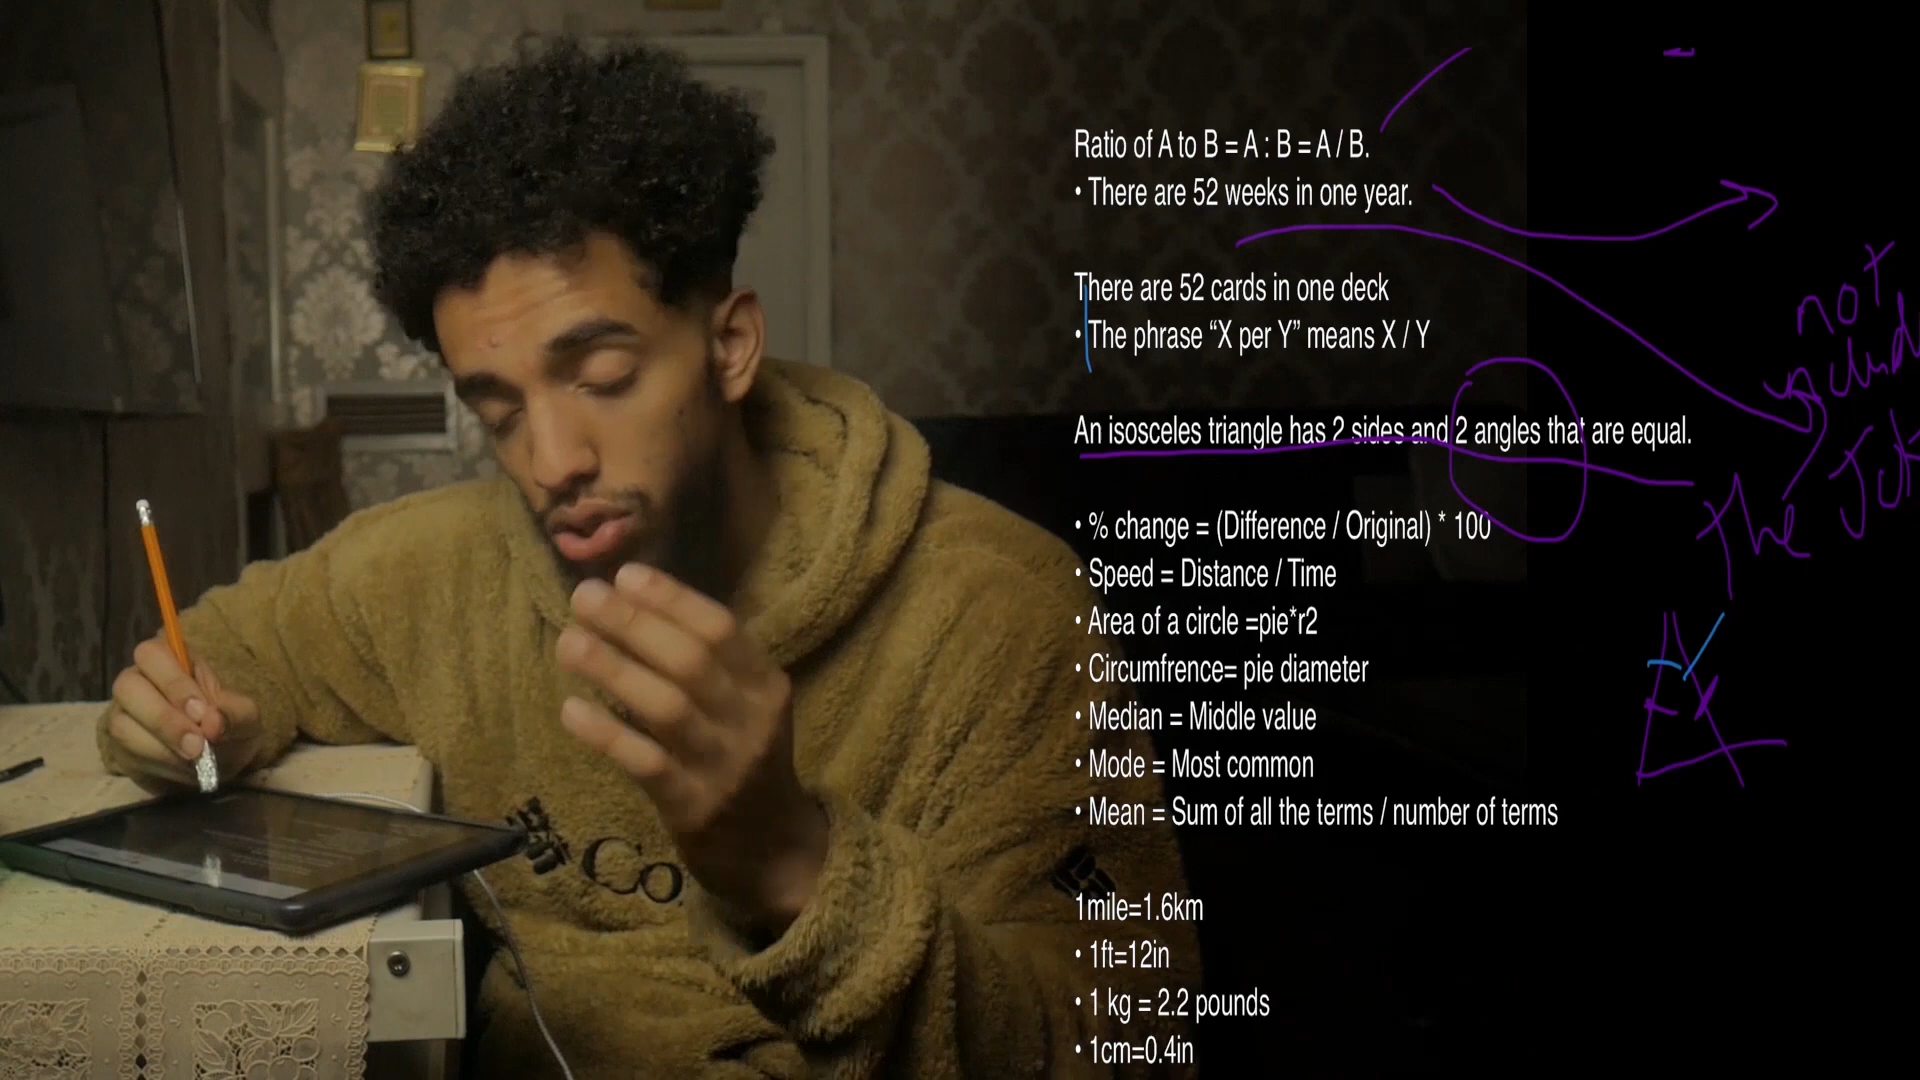 Ratio of A to B = A : B = A / B.
• There are 52 weeks in one year.
There are 52 cards in one deck
• The phrase “X per Y” means X / Y
An isosceles triangle has 2 sides and 2 angles that are equal.
• % change = (Difference / Original) * 100
• Speed = Distance / Time
• Area of a circle =pie*r2
• Circumfrence= pie diameter
• Median = Middle value
• Mode = Most common
• Mean = Sum of all the terms / number of terms
1mile=1.6km
• 1ft=12in
• 1 kg = 2.2 pounds
• 1cm=0.4in
not
includ
the Jok
Co